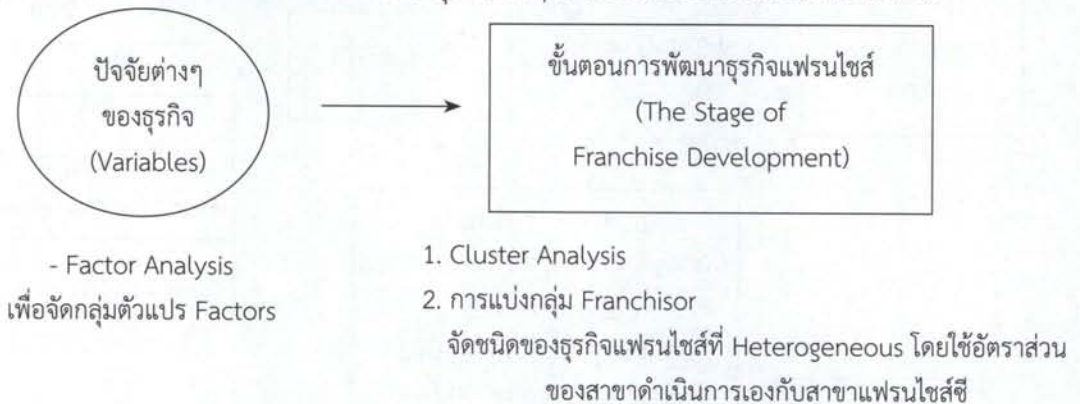 ปัจจัยต่างๆ
ของธุรกิจ
(Variables)
ขั้นตอนการพัฒนาธุรกิจแฟรนไชส์
(The Stage of
Franchise Development)
- Factor Analysis
เพื่อจัดกลุ่มตัวแปร Factors
1. Cluster Analysis
2. การแบ่งกลุ่ม Franchisor
จัดชนิดของธุรกิจแฟรนไชส์ที่ Heterogeneous โดยใช้อัตราส่วน
ของสาขาดำเนินการเองกับสาขาแฟรนไชส์ซี